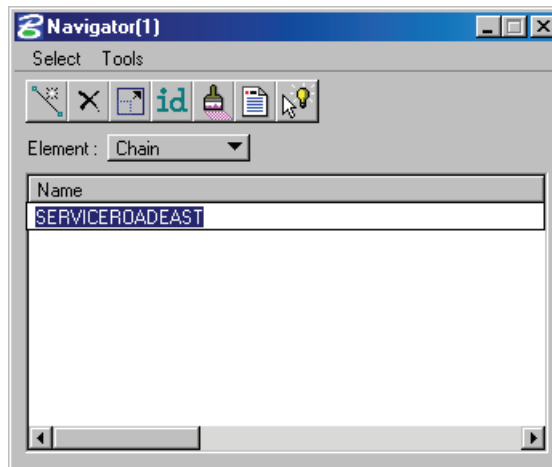 Navigator(1)
Select Tools
id
Element : Chain
Name
SERVICEROADEAST